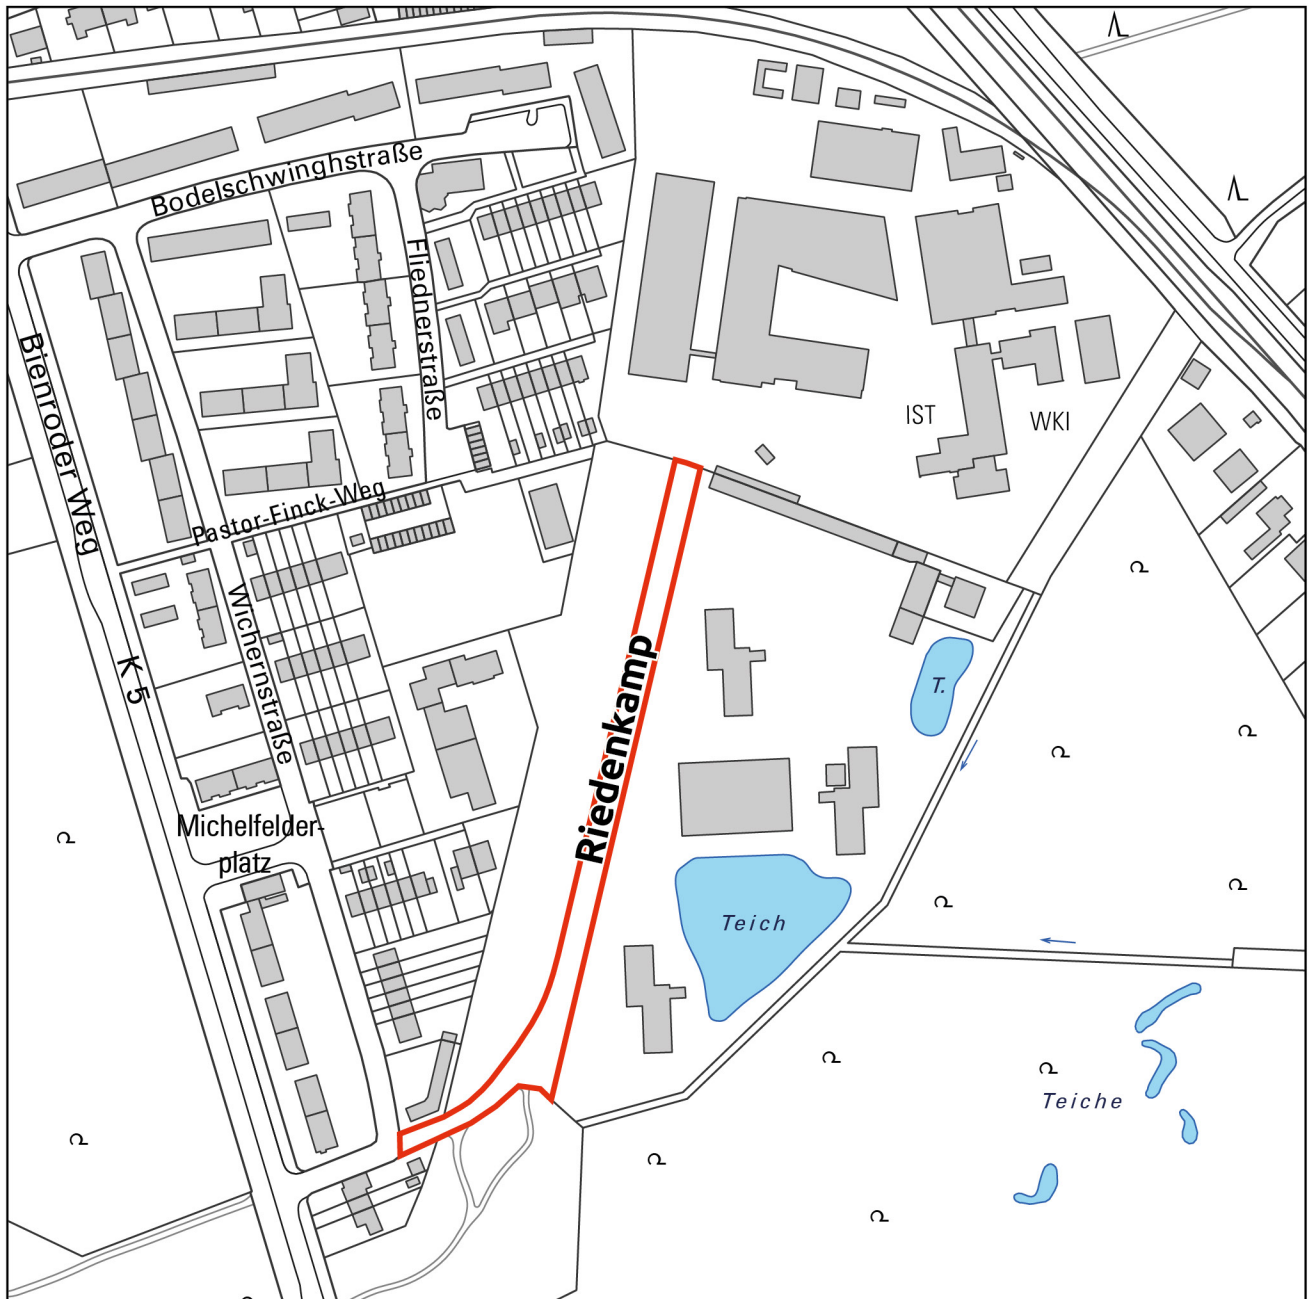 Bodelschwinghstraße
Fliednerstraße
Bienroder Weg
IST
WKI
Pastor-Finck-Weg
Wichernstraße
K 5
Riedenkamp
T.
Michelfelder-
platz
Teich
Teiche